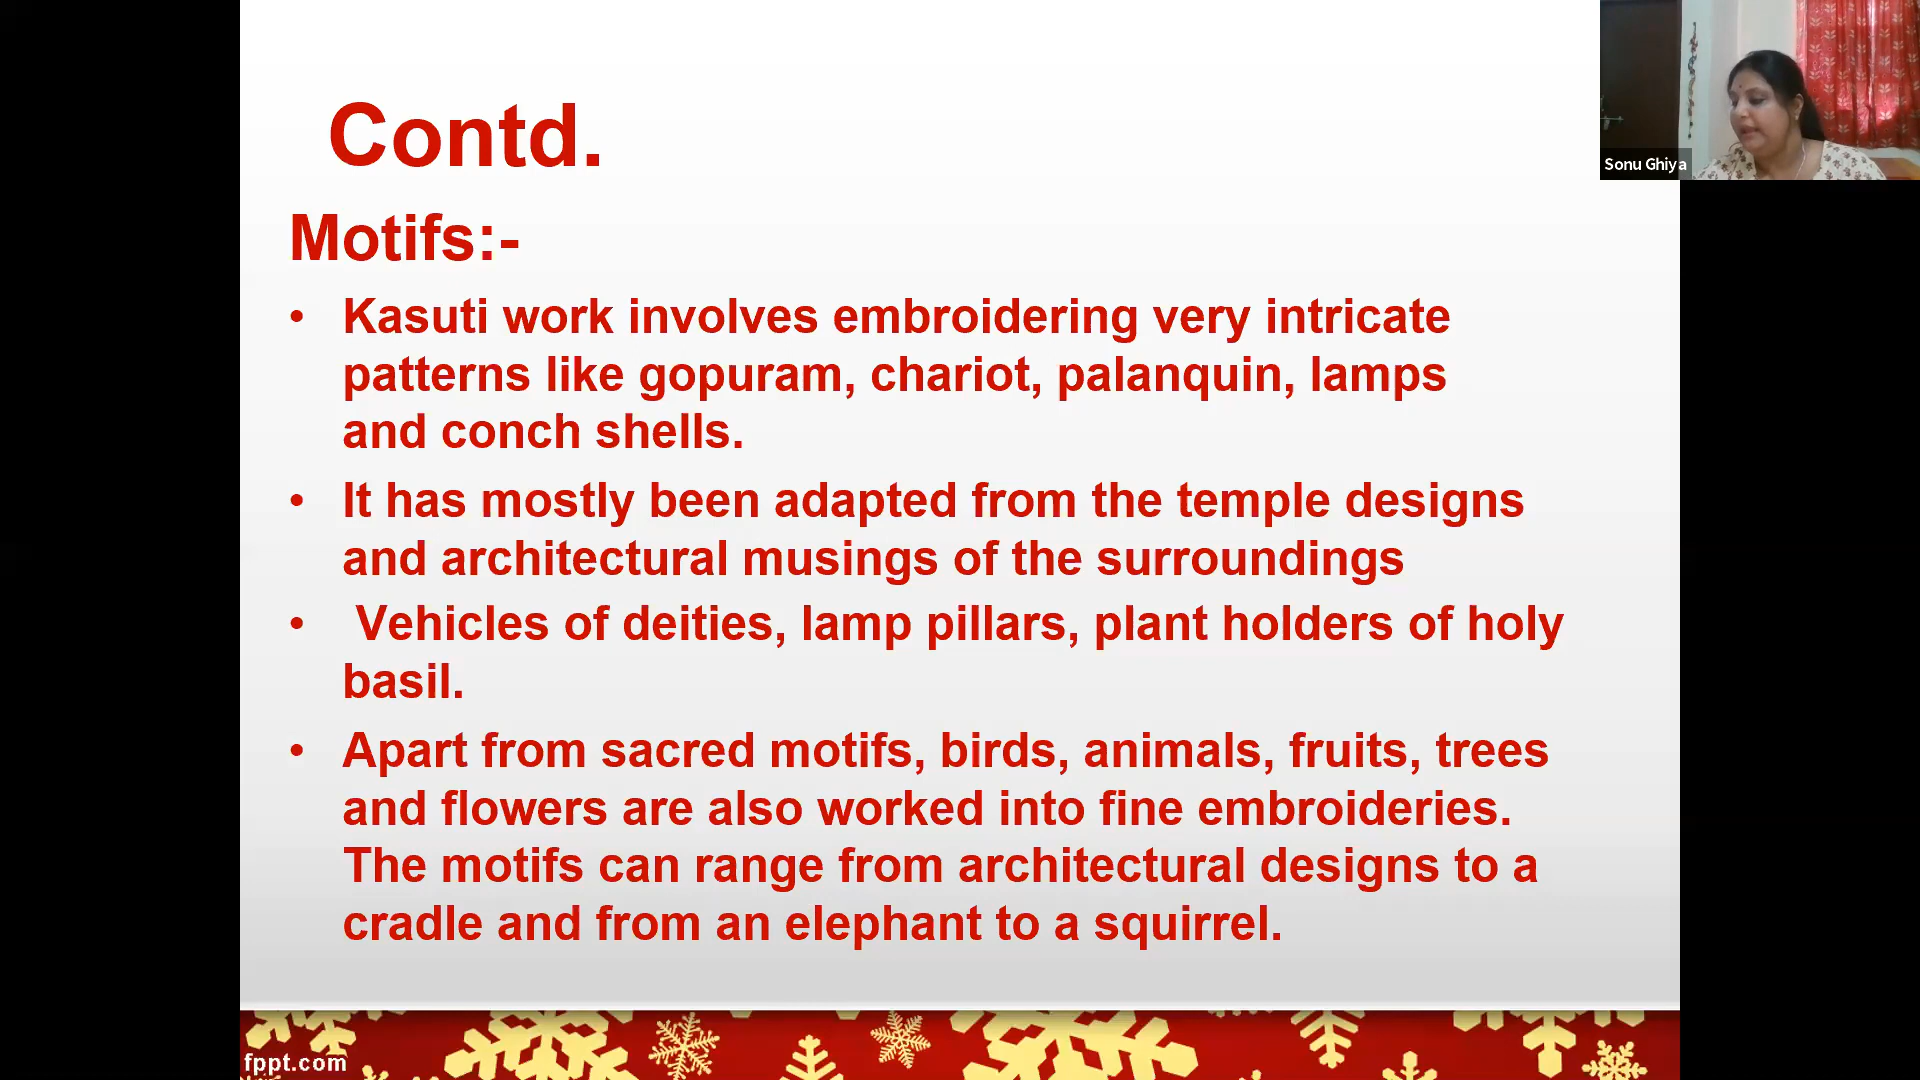 Contd.
Sonu Ghiya
Motifs:-
• Kasuti work involves embroidering very intricate
patterns like gopuram, chariot, palanquin, lamps
and conch shells.
• It has mostly been adapted from the temple designs
and architectural musings of the surroundings
• Vehicles of deities, lamp pillars, plant holders of holy
basil.
• Apart from sacred motifs, birds, animals, fruits, trees
and flowers are also worked into fine embroideries.
The motifs can range from architectural designs to a
cradle and from an elephant to a squirrel.
fppt.com